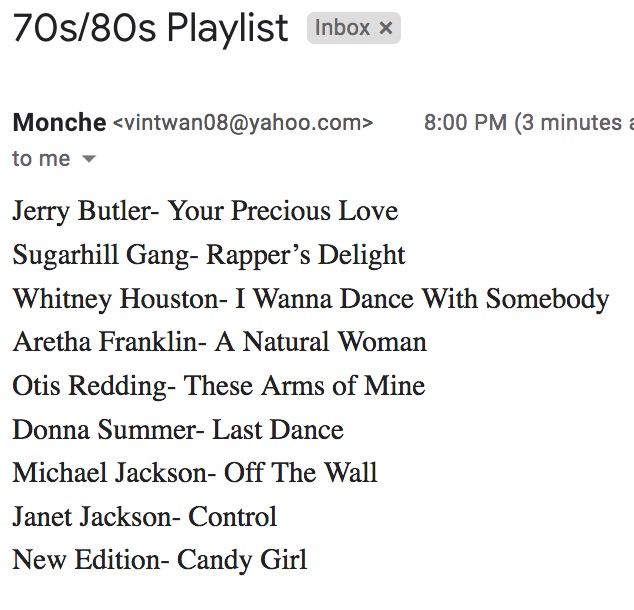 70s/80s Playlist Inbox ×
Monche <vintwan08@yahoo.com> 8:00 PM (3 minutes
to me
Jerry Butler- Your Precious Love
Sugarhill Gang- Rapper’s Delight
Whitney Houston- I Wanna Dance With Somebody
Aretha Franklin- A Natural Woman
Otis Redding- These Arms of Mine
Donna Summer- Last Dance
Michael Jackson- Off The Wall
Janet Jackson- Control
New Edition- Candy Girl